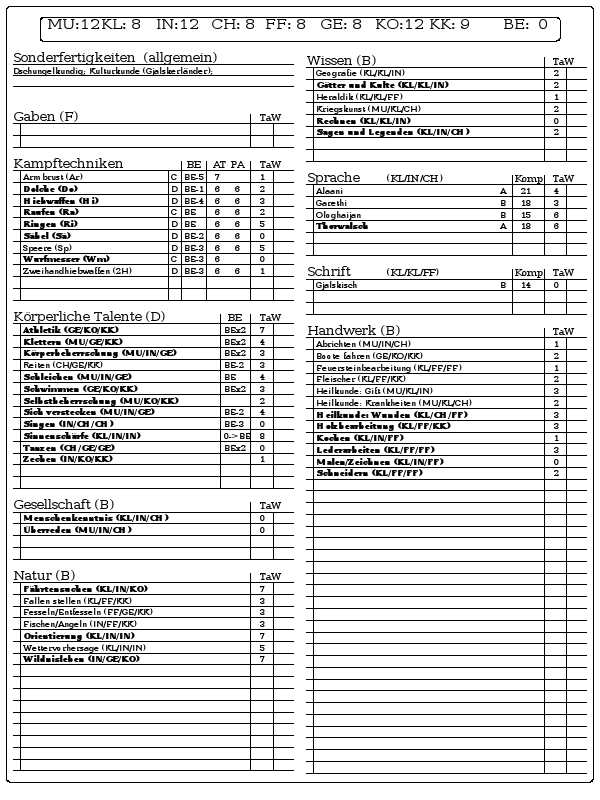 MU:12 KL: 8 IN:12 CH: 8 FF: 8 GE: 8 KO:12 KK: 9 BE: 0
Sonderfertigkeiten (allgemein)
Dschungelkundig; Kulturkunde (Gjalskerländer);
Gaben (F) TaW
Kampftechniken BE AT PA TaW
Armbrust (Ar) C BE-5 7 1
Dolche (Do) D BE-1 6 6 2
Hiebwaffen (Hi) D BE-4 6 6 3
Raufen (Ra) C BE 6 6 2
Ringen (Ri) D BE 6 6 5
Säbel (Sä) D BE-2 6 6 0
Speere (Sp) D BE-3 6 6 5
Wurfmesser (Wm) C BE-3 6 0
Zweihandhiebwaffen (2H) D BE-3 6 6 1
Körperliche Talente (D) BE TaW
Athletik (GE/KO/KK) BEx2 7
Klettern (MU/GE/KK) BEx2 4
Körperbeherrschung (MU/IN/GE) BEx2 3
Reiten (CH/GE/KK) BE-2 3
Schleichen (MU/IN/GE) BE 4
Schwimmen (GE/KO/KK) BEx2 3
Selbstbeherrschung (MU/KO/KK) 2
Sich verstecken (MU/IN/GE) BE-2 4
Singen (IN/CH/CH) BE-3 0
Sinnenschärfe (KL/IN/IN) 0->BE 8
Tanzen (CH/GE/GE) BEx2 0
Zechen (IN/KO/KK) 1
Gesellschaft (B) TaW
Menschenkenntnis (KL/IN/CH) 0
Überreden (MU/IN/CH) 0
Natur (B) TaW
Fährtensuchen (KL/IN/KO) 7
Fallen stellen (KL/FF/KK) 3
Fesseln/Entfesseln (FF/GE/KK) 3
Fischen/Angeln (IN/FF/KK) 3
Orientierung (KL/IN/IN) 7
Wettervorhersage (KL/IN/IN) 5
Wildnisleben (IN/GE/KO) 7
Wissen (B) TaW
Geografie (KL/KL/IN) 2
Götter und Kulte (KL/KL/IN) 2
Heraldik (KL/KL/FF) 1
Kriegskunst (MU/KL/CH) 2
Rechnen (KL/KL/IN) 0
Sagen und Legenden (KL/IN/CH) 2
Sprache (KL/IN/CH) Komp TaW
Alaani A 21 4
Garethi B 18 3
Ologhaijan B 15 6
Thorwalsch A 18 6
Schrift (KL/KL/FF) Komp TaW
Gjalskisch B 14 0
Handwerk (B) TaW
Abrichten (MU/IN/CH) 1
Boote fahren (GE/KO/KK) 2
Feuersteinbearbeitung (KL/FF/FF) 1
Fleischer (KL/FF/KK) 2
Heilkunde: Gift (MU/KL/IN) 3
Heilkunde: Krankheiten (MU/KL/CH) 2
Heilkunde: Wunden (KL/CH/FF) 3
Holzbearbeitung (KL/FF/KK) 3
Kochen (KL/IN/FF) 1
Lederarbeiten (KL/FF/FF) 3
Malen/Zeichnen (KL/IN/FF) 0
Schneidern (KL/FF/FF) 2